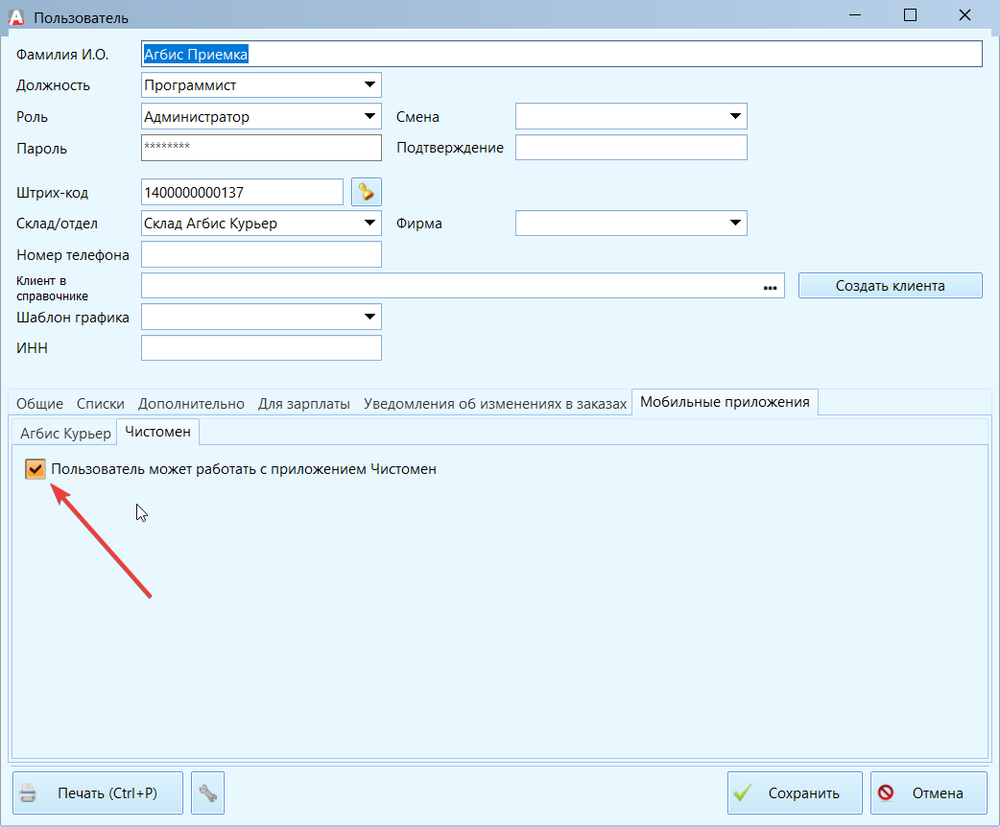 Пользователь
Фамилия И.О. Агбис Приемка
Должность Программист
Роль Администратор Смена
Пароль ******** Подтверждение
Штрих-код 1400000000137
Склад/отдел Склад Агбис Курьер Фирма
Номер телефона
Клиент в
справочнике ... Создать клиента
Шаблон графика
ИНН
Общие Списки Дополнительно Для зарплаты Уведомления об изменениях в заказах Мобильные приложения
Агбис Курьер Чистомен
Пользователь может работать с приложением Чистомен
Печать (Ctrl+P) Сохранить Отмена